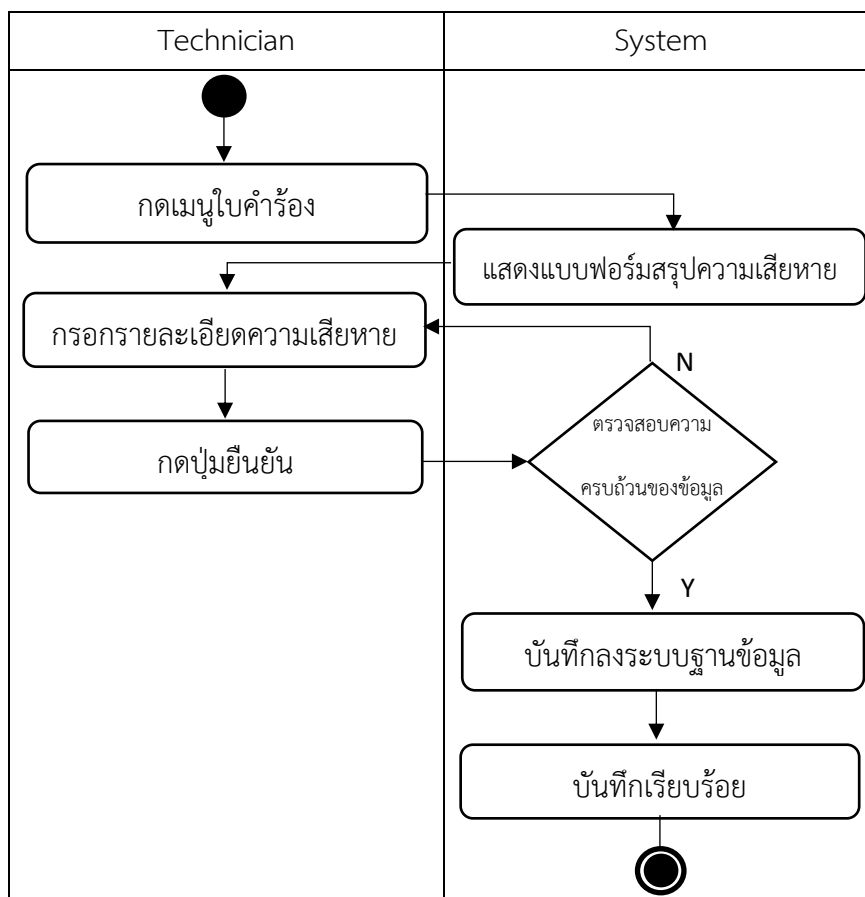 Technician
System
กดเมนูใบคำร้อง
แสดงแบบฟอร์มสรุปความเสียหาย
กรอกรายละเอียดความเสียหาย
N
ตรวจสอบความ
ครบถ้วนของข้อมูล
กดปุ่มยืนยัน
Y
บันทึกลงระบบฐานข้อมูล
บันทึกเรียบร้อย